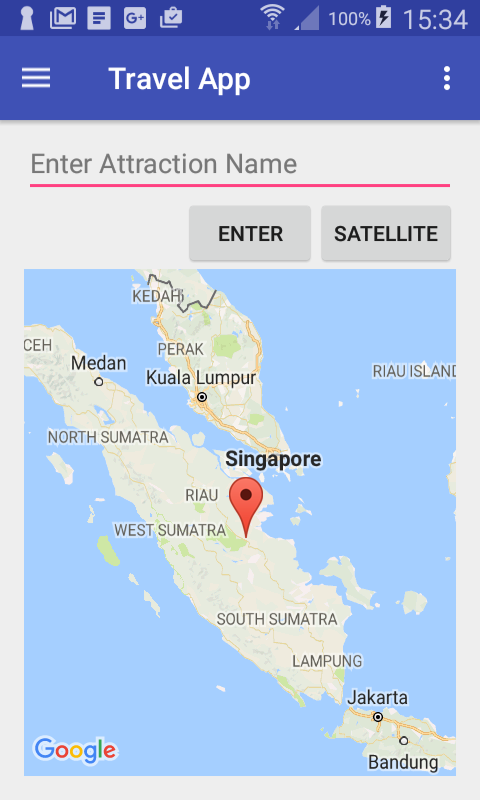 100% 15:34
Travel App
Enter Attraction Name
ENTER SATELLITE
KEDAH
CEH
PERAK
Medan
RIAU ISLAND
Kuala Lumpur
NORTH SUMATRA
Singapore
RIAU
WEST SUMATRA
SOUTH SUMATRA
LAMPUNG
Jakarta
Google
Bandung